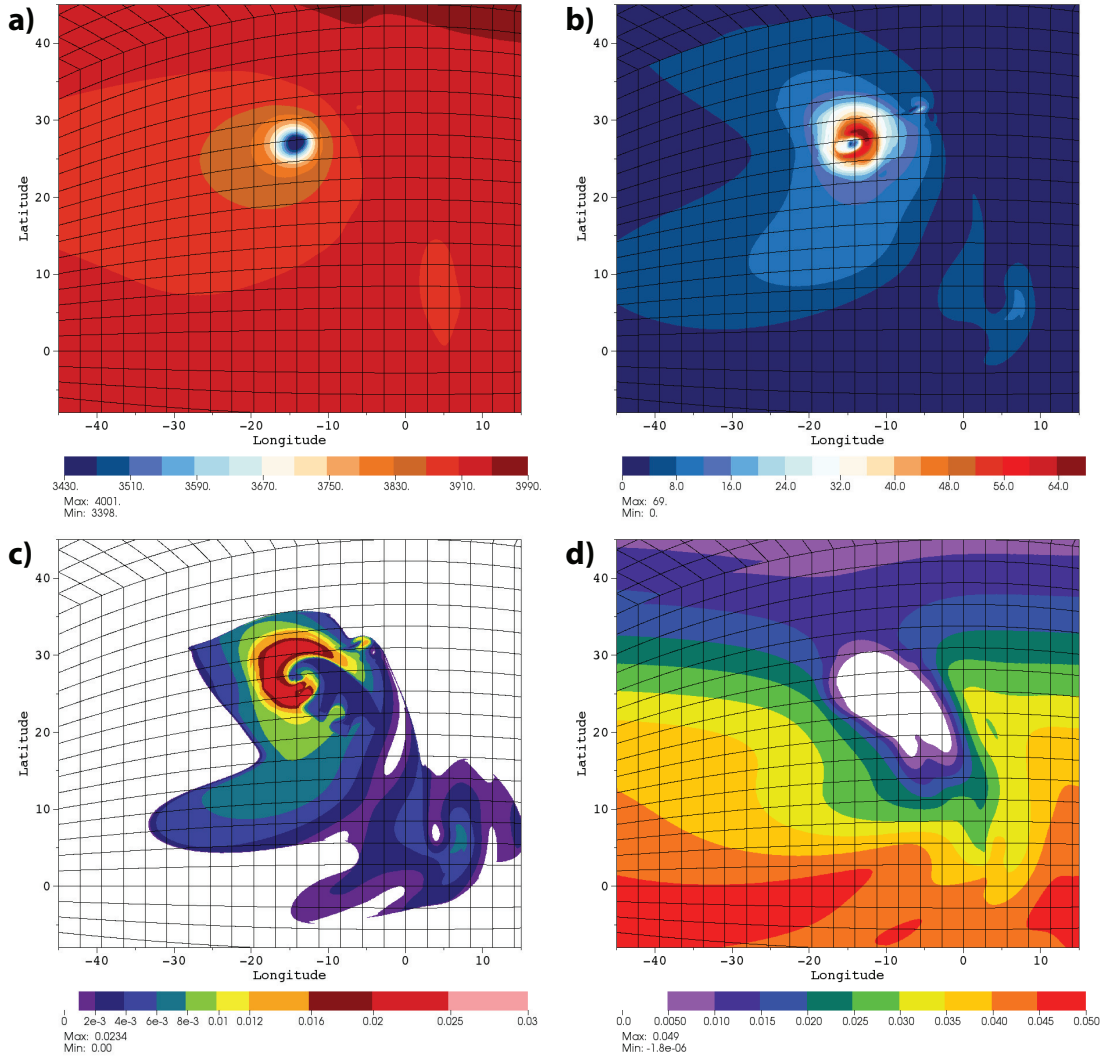 a)
Latitude
40
30
20
10
0
-40 -30 -20 -10 0 10
Longitude
3430. 3510. 3590. 3670. 3750. 3830. 3910. 3990.
Max: 4001.
Min: 3398.
b)
Latitude
40
30
20
10
0
-40 -30 -20 -10 0 10
Longitude
0 8.0 16.0 24.0 32.0 40.0 48.0 56.0 64.0
Max: 69.
Min: 0.
c)
Latitude
40
30
20
10
0
-40 -30 -20 -10 0 10
Longitude
0 2e-3 4e-3 6e-3 8e-3 0.01 0.012 0.016 0.02 0.025 0.03
Max: 0.0234
Min: 0.00
d)
Latitude
40
30
20
10
0
-40 -30 -20 -10 0 10
Longitude
0.0 0.0050 0.010 0.015 0.020 0.025 0.030 0.035 0.040 0.045 0.050
Max: 0.049
Min: -1.8e-06